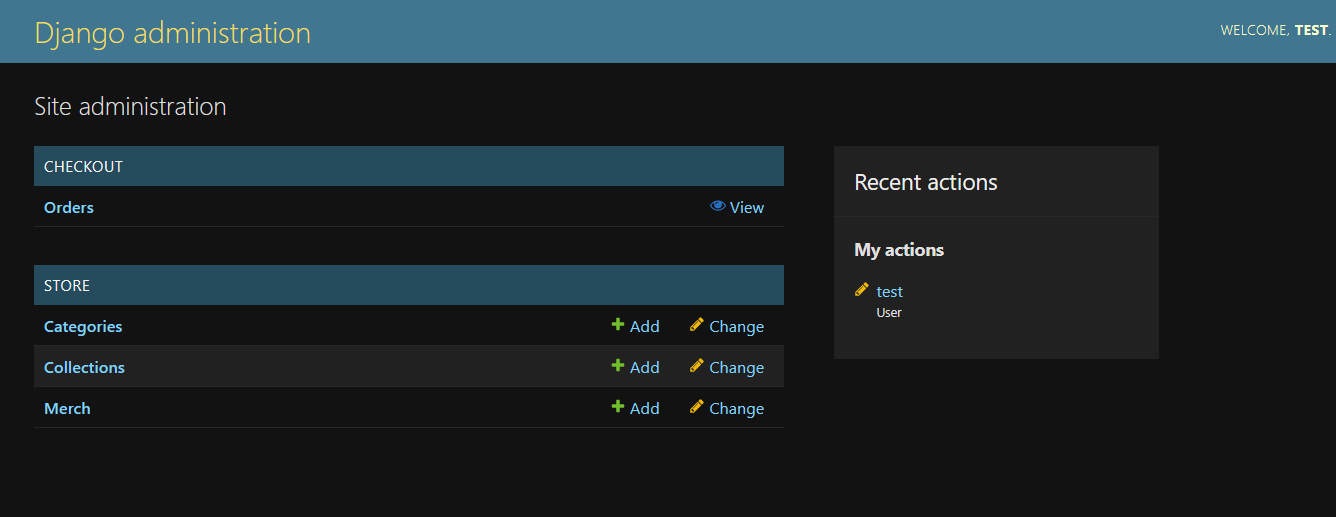 Django administration
WELCOME, TEST.
Site administration
CHECKOUT
Orders View
STORE
Categories Add Change
Collections Add Change
Merch Add Change
Recent actions
My actions
test
User